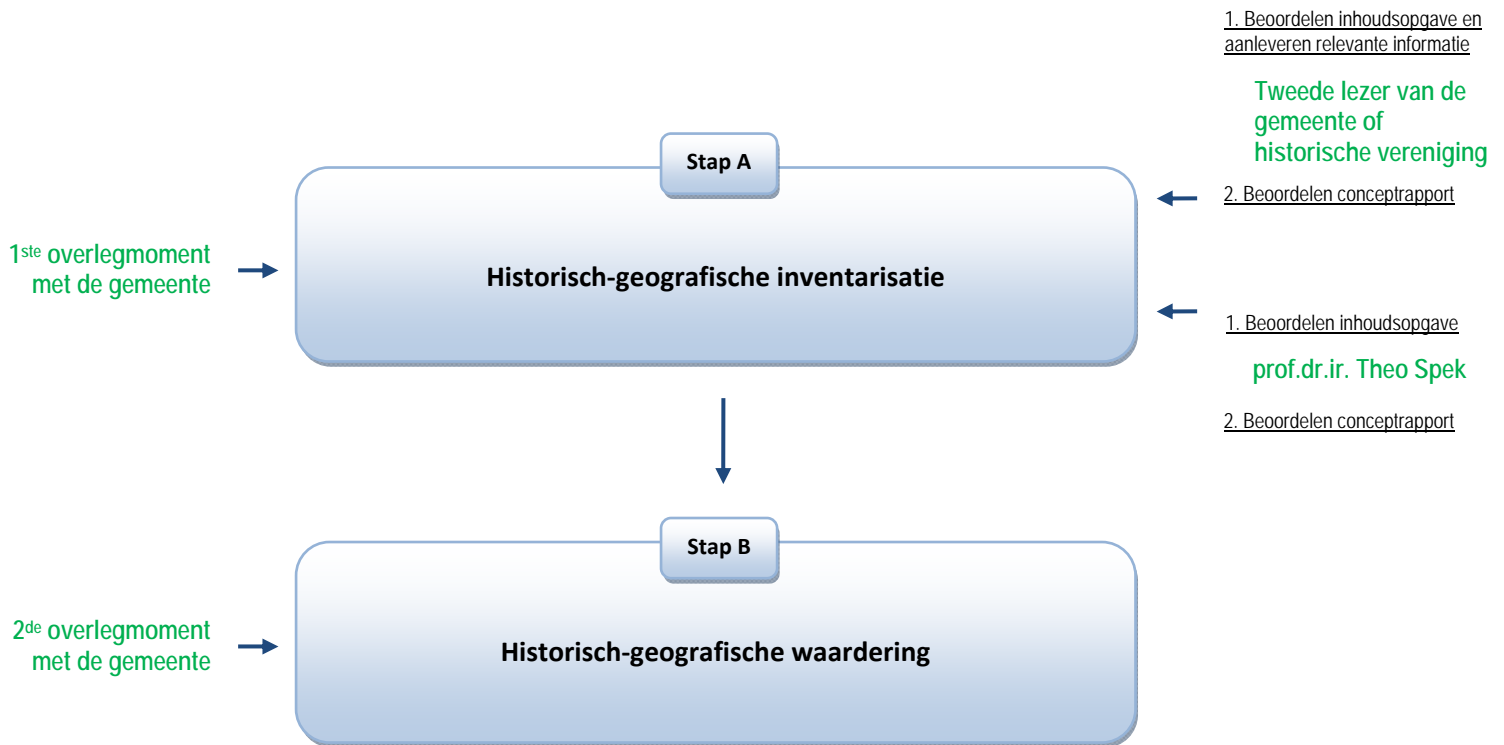 1. Beoordelen inhoudsopgave en
aanleveren relevante informatie
Tweede lezer van de
gemeente of
historische vereniging
2. Beoordelen conceptrapport
Stap A
1ste overlegmoment
met de gemeente
Historisch-geografische inventarisatie
1. Beoordelen inhoudsopgave
prof.dr.ir. Theo Spek
2. Beoordelen conceptrapport
Stap B
2de overlegmoment
met de gemeente
Historisch-geografische waardering